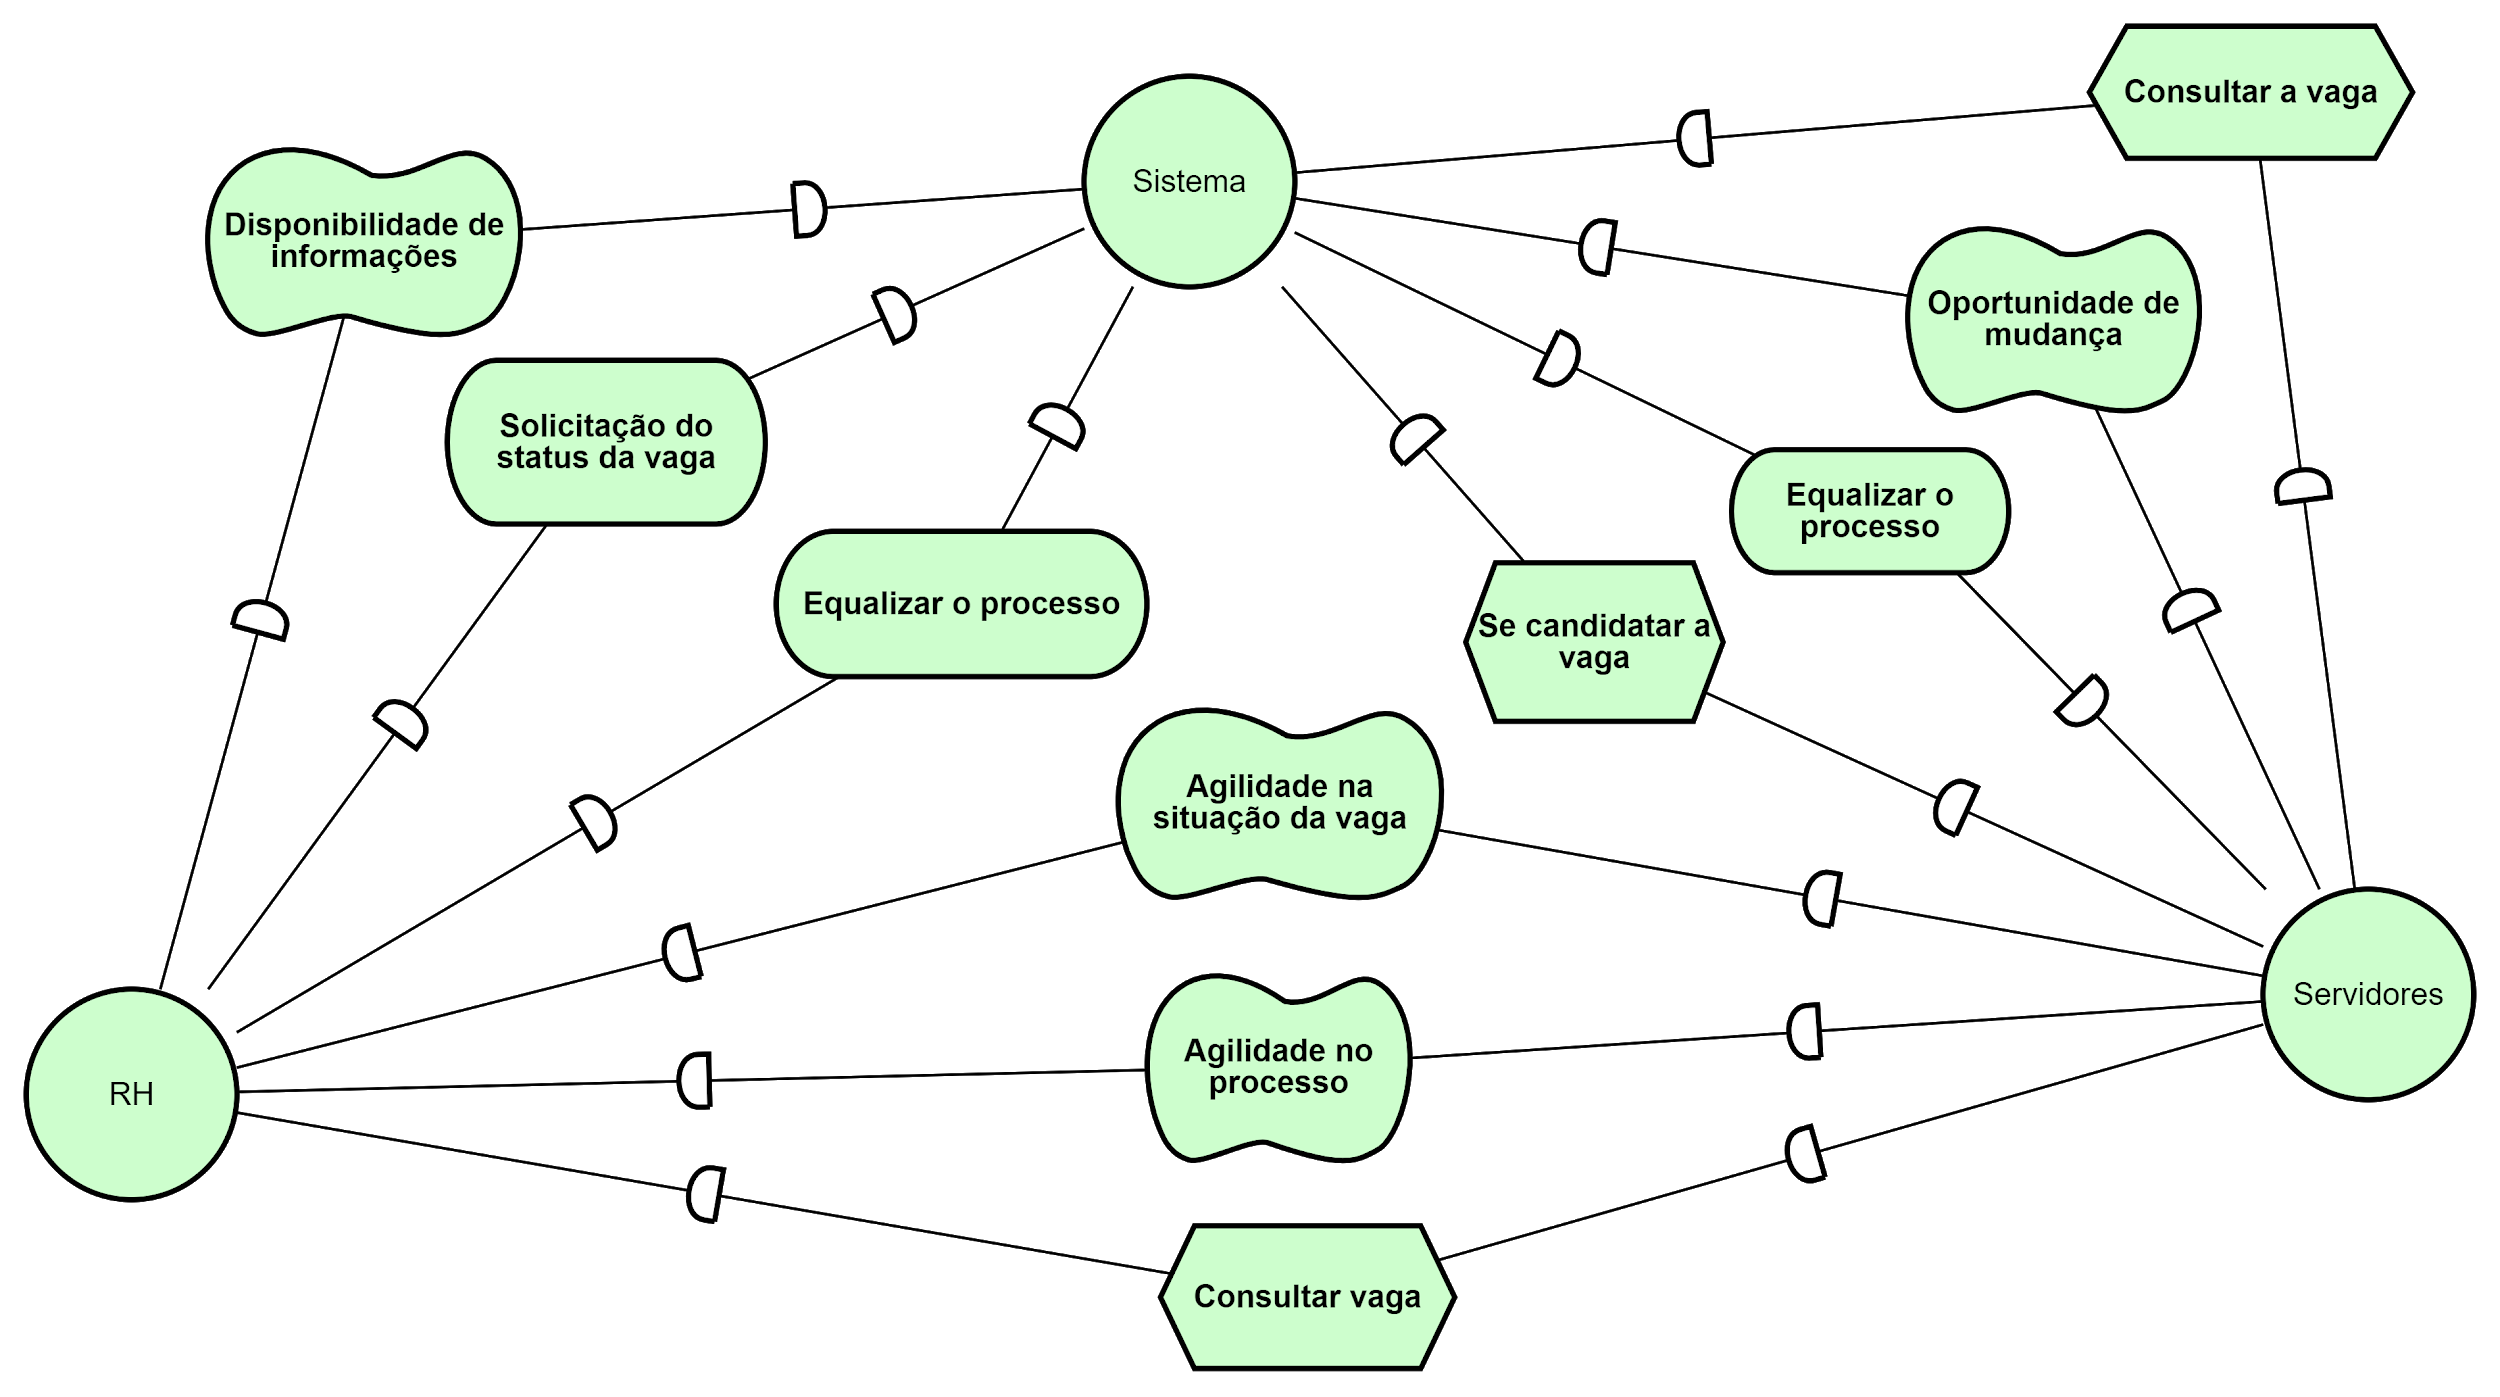 Consultar a vaga
Sistema
Disponibilidade de
informações
Oportunidade de
mudança
Solicitação do
status da vaga
Equalizar o
processo
Equalizar o processo
Se candidatar a
vaga
Agilidade na
situação da vaga
Servidores
Agilidade no
processo
RH
Consultar vaga